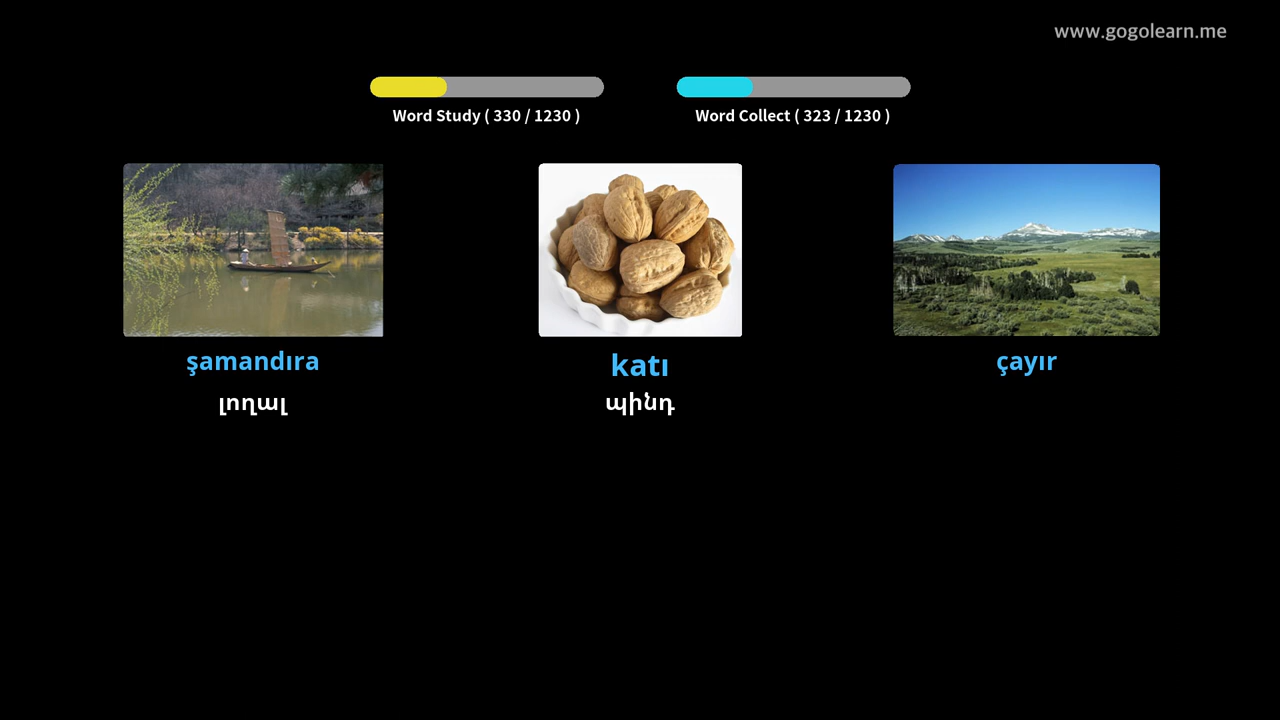 www.gogolearn.me
Word Study ( 330 / 1230 )
Word Collect ( 323 / 1230 )
şamandıra
լողալ
katı
պինդ
çayır